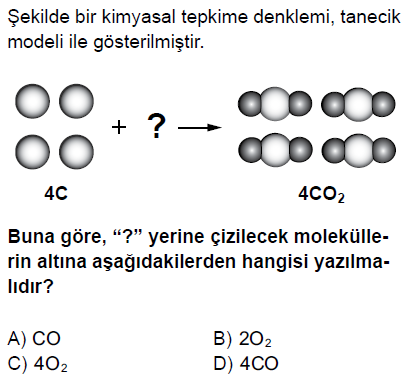 Şekilde bir kimyasal tepkime denklemi, tanecik
modeli ile gösterilmiştir.
+ ? →
4C
4CO₂
Buna göre, “?” yerine çizilecek molekülle-
rin altına aşağıdakilerden hangisi yazılma-
lıdır?
A) CO
B) 2O₂
C) 4O₂
D) 4CO